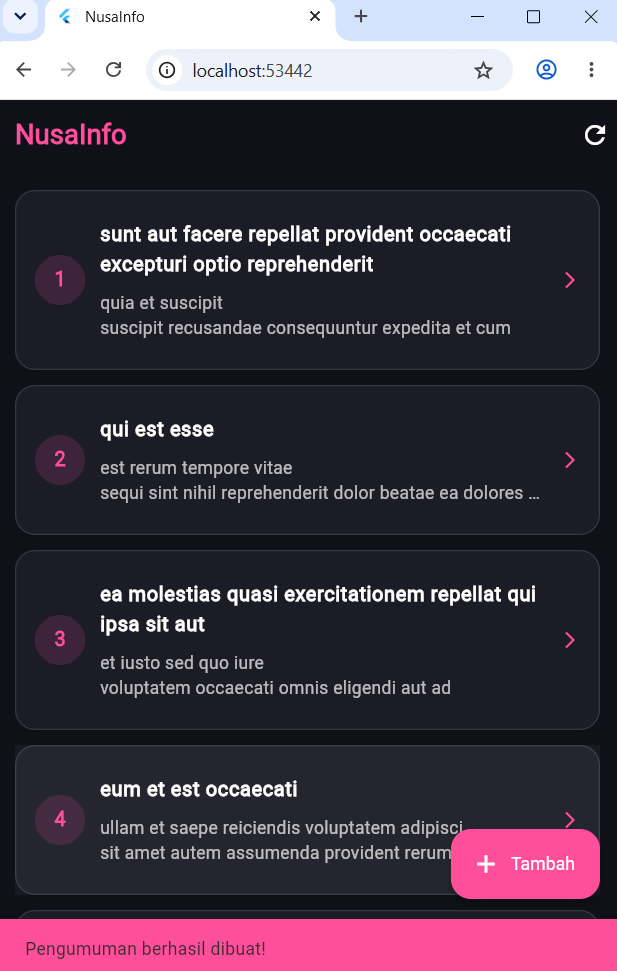 NusaInfo
localhost:53442
NusaInfo
1
sunt aut facere repellat provident occaecati
excepturi optio reprehenderit
quia et suscipit
suscipit recusandae consequuntur expedita et cum
2
qui est esse
est rerum tempore vitae
sequi sint nihil reprehenderit dolor beatae ea dolores ...
3
ea molestias quasi exercitationem repellat qui
ipsa sit aut
et iusto sed quo iure
voluptatem occaecati omnis eligendi aut ad
4
eum et est occaecati
ullam et saepe reiciendis voluptatem adipisci
sit amet autem assumenda provident rerum
Tambah
Pengumuman berhasil dibuat!